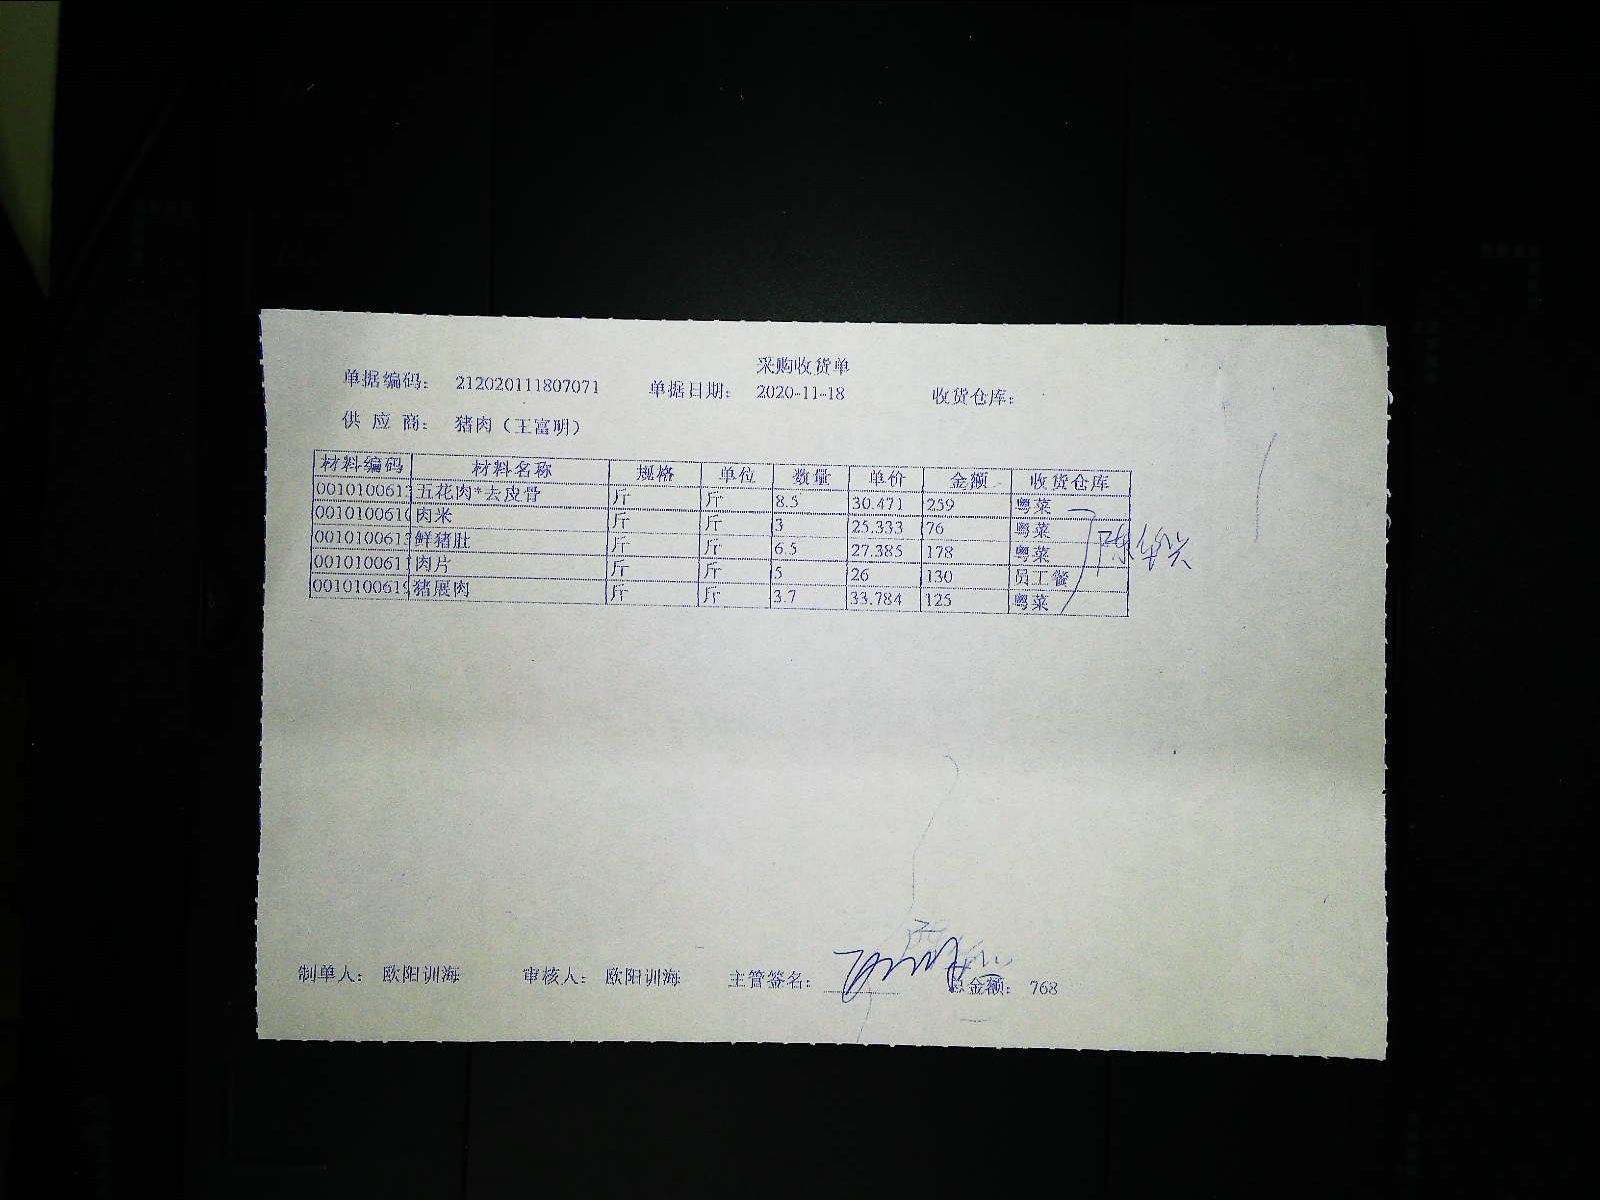 采购收货单
单据编码： 212020111807071 单据日期： 2020-11-18 收货仓库：
供 应 商： 猪肉（王富明）
材料编码 材料名称 规格 单位 数量 单价 金额 收货仓库
001010061 五花肉*去皮骨 斤 斤 8.5 30.471 259 粤菜
001010061 肉米 斤 斤 3 25.333 76 粤菜
001010061 鲜猪肚 斤 斤 6.5 27.385 178 粤菜
001010061 肉片 斤 斤 5 26 130 员工餐
001010061 猪展肉 斤 斤 3.7 33.784 125 粤菜
制单人： 欧阳训海 审核人： 欧阳训海 主管签名： 总金额： 768